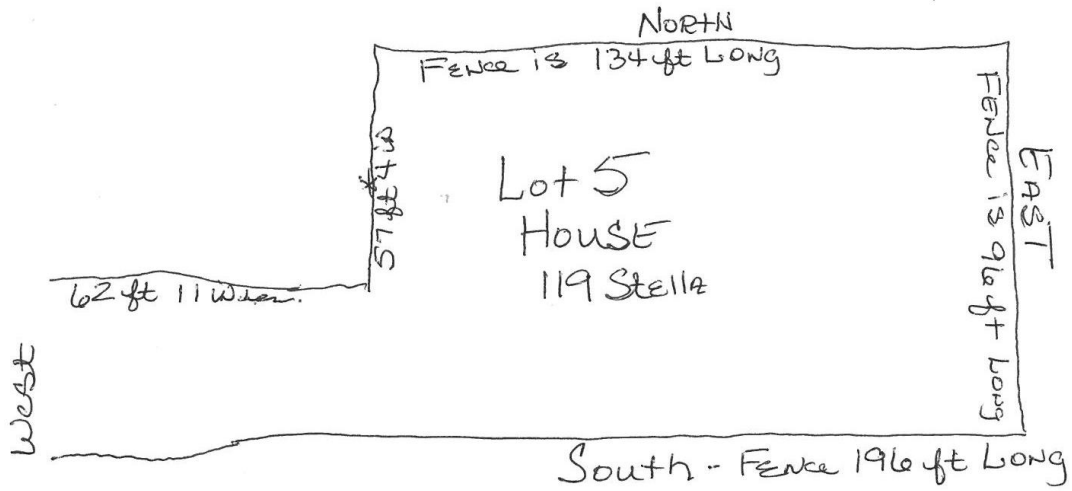 NORTH
FENCE is 134 ft LONG
* 57 ft 4 in
Lot 5
HOUSE
119 Stella
FENCE is 96 ft LONG
EAST
62 ft 11
West
South - FENCE 196 ft LONG